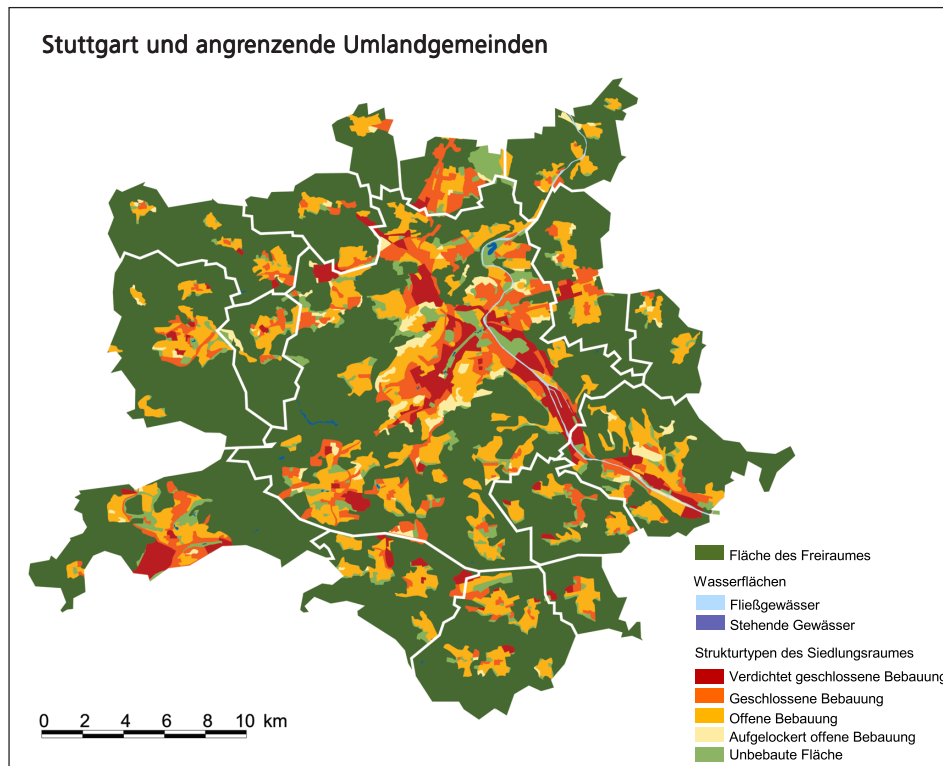 Stuttgart und angrenzende Umlandgemeinden
Fläche des Freiraumes
Wasserflächen
Fließgewässer
Stehende Gewässer
Strukturtypen des Siedlungsraumes
Verdichtet geschlossene Bebauung
Geschlossene Bebauung
Offene Bebauung
Aufgelockert offene Bebauung
Unbebaute Fläche
0 2 4 6 8 10 km